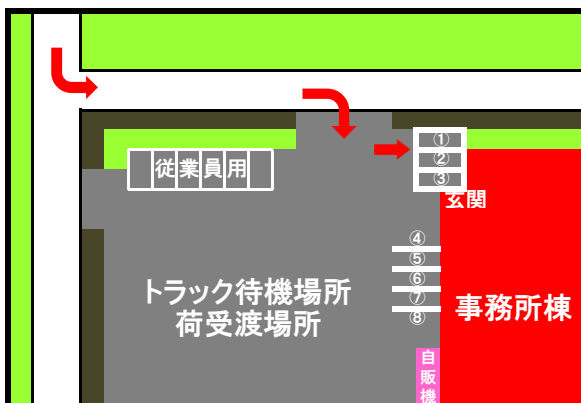 ①
②
③
従業員用
玄関
④
⑤
⑥
⑦
⑧
トラック待機場所
荷受渡場所
事務所棟
自販機